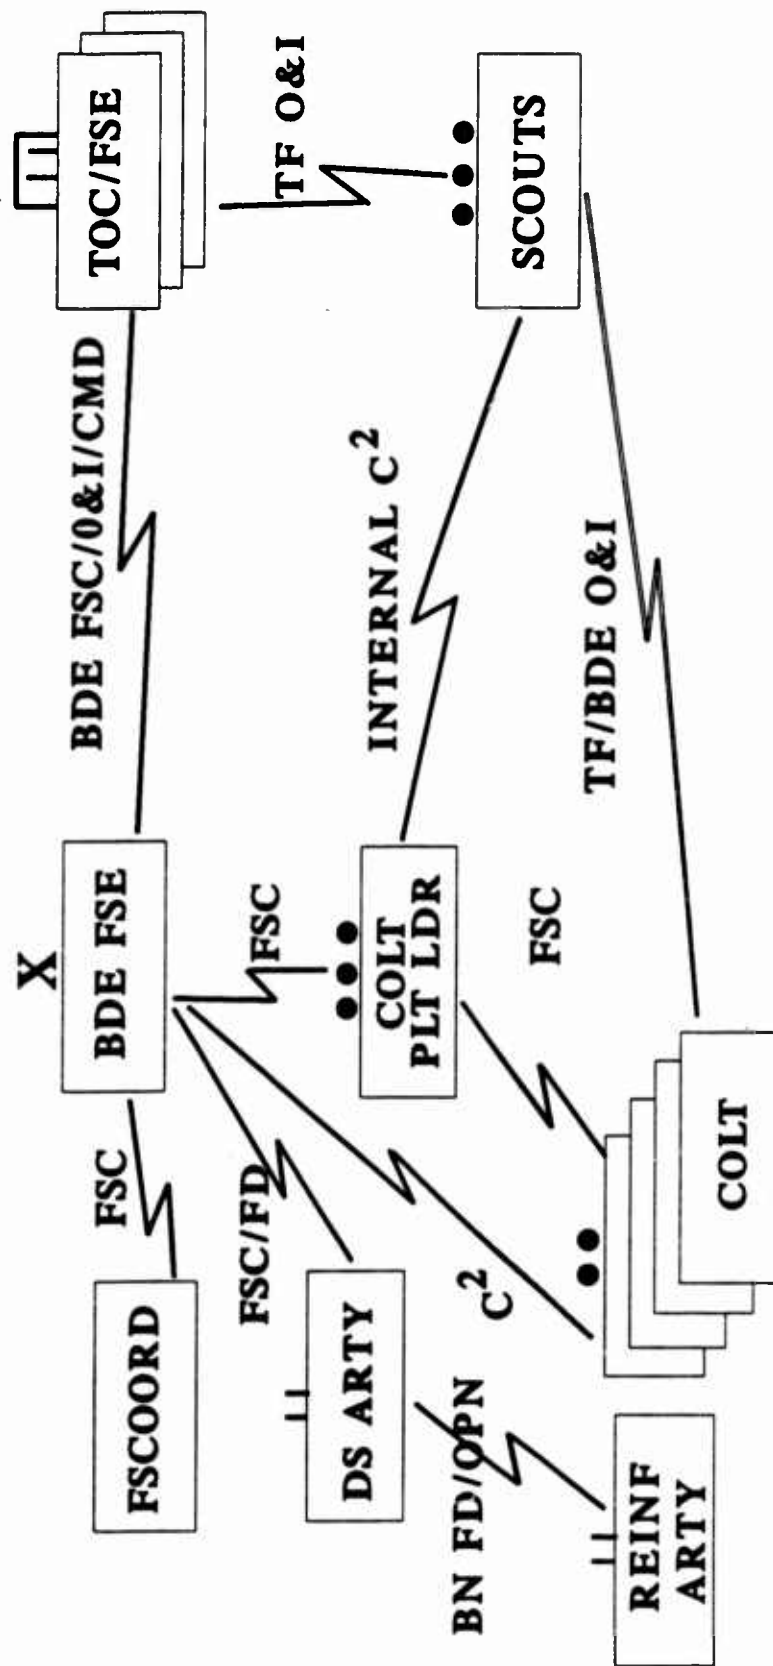 X
FSCOORD
FSC
BDE FSE
BDE FSC/0&I/CMD
TOC/FSE
FSC/FD
FSC
TF O&I
DS ARTY
COLT
PLT LDR
INTERNAL C²
SCOUTS
BN FD/OPN
C²
FSC
TF/BDE O&I
REINF
ARTY
COLT